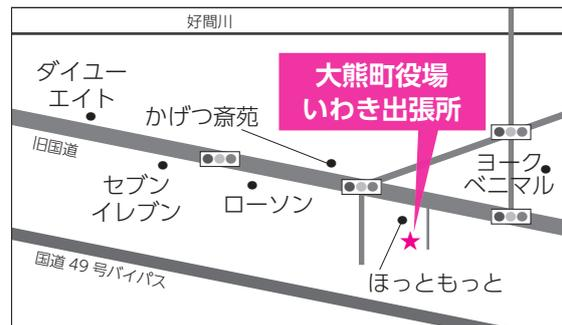 好間川
大熊町役場
いわき出張所
ダイユー
エイト
かげつ斎苑
旧国道
セブン
イレブン
ローソン
ヨーク
ベニマル
ほっともっと
国道 49 号バイパス